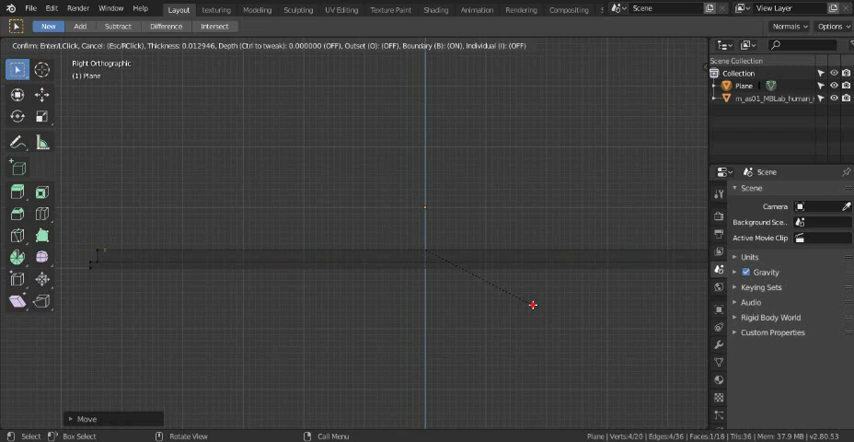 File Edit Render Window Help Layout texturing Modeling Sculpting UV Editing Texture Paint Shading Animation Rendering Compositing Scene View Layer
New Add Subtract Difference Intersect Normals Options
Confirm: Enter/LClick, Cancel: (Esc/RClick), Thickness: 0.012946, Depth (Ctrl to tweak): 0.000000 (OFF), Outset (O): (OFF), Boundary (B): (ON), Individual (I): (OFF)
Right Orthographic
(1) Plane
Scene Collection
Collection
Plane
m_as01_MBLab_human_
Scene
Scene
Camera
Background Sce..
Active Movie Clip
Units
Gravity
Keying Sets
Audio
Rigid Body World
Custom Properties
Move
Select Box Select Rotate View Call Menu Plane | Verts:4/20 | Edges:4/36 | Faces:1/18 | Tris:36 | Mem: 37.9 MB | v2.80.53